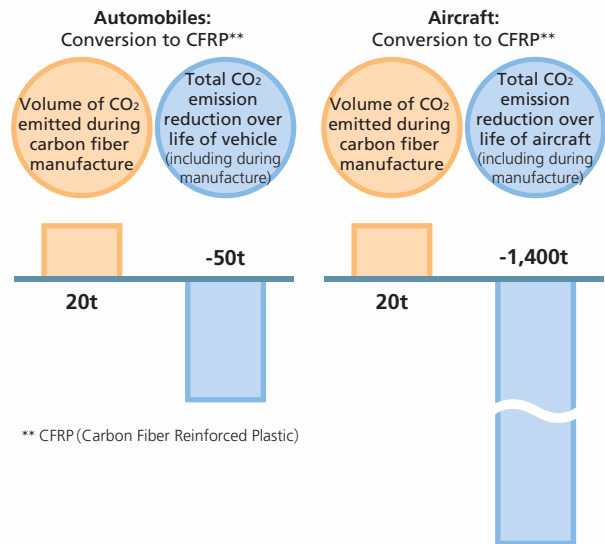 Automobiles:
Conversion to CFRP**
Volume of CO₂
emitted during
carbon fiber
manufacture
Total CO₂
emission
reduction over
life of vehicle
(including during
manufacture)
20t
-50t
** CFRP (Carbon Fiber Reinforced Plastic)
Aircraft:
Conversion to CFRP**
Volume of CO₂
emitted during
carbon fiber
manufacture
Total CO₂
emission
reduction over
life of aircraft
(including during
manufacture)
20t
-1,400t